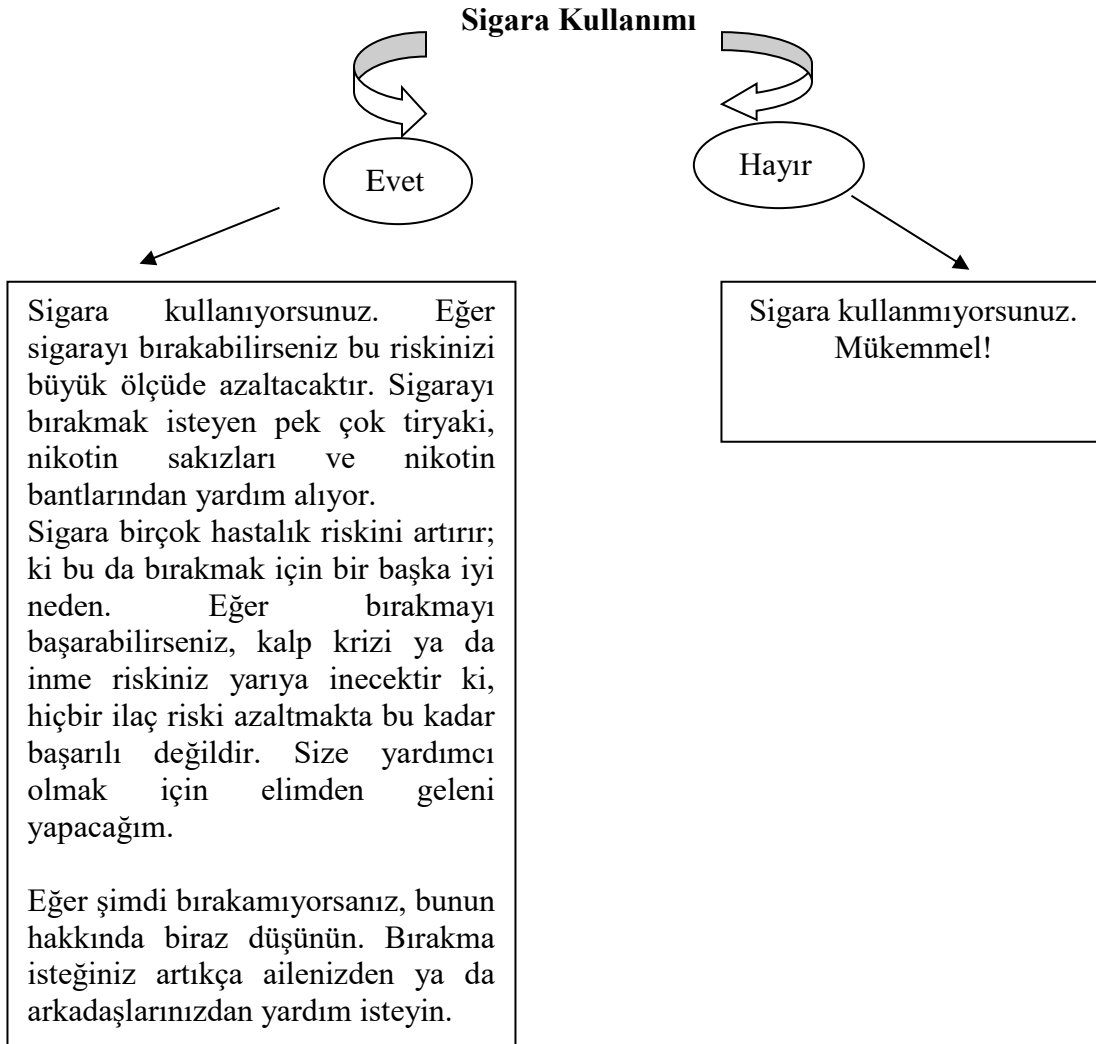 Sigara Kullanımı
Evet
Hayır
Sigara kullanıyorsunuz. Eğer
sigarayı bırakabilirseniz bu riskinizi
büyük ölçüde azaltacaktır. Sigarayı
bırakmak isteyen pek çok tiryaki,
nikotin sakızları ve nikotin
bantlarından yardım alıyor.
Sigara birçok hastalık riskini artırır;
ki bu da bırakmak için bir başka iyi
neden. Eğer bırakmayı
başarabilirseniz, kalp krizi ya da
inme riskiniz yarıya inecektir ki,
hiçbir ilaç riski azaltmakta bu kadar
başarılı değildir. Size yardımcı
olmak için elimden geleni
yapacağım.
Eğer şimdi bırakamıyorsanız, bunun
hakkında biraz düşünün. Bırakma
isteğiniz artıkça ailenizden ya da
arkadaşlarınızdan yardım isteyin.
Sigara kullanmıyorsunuz.
Mükemmel!